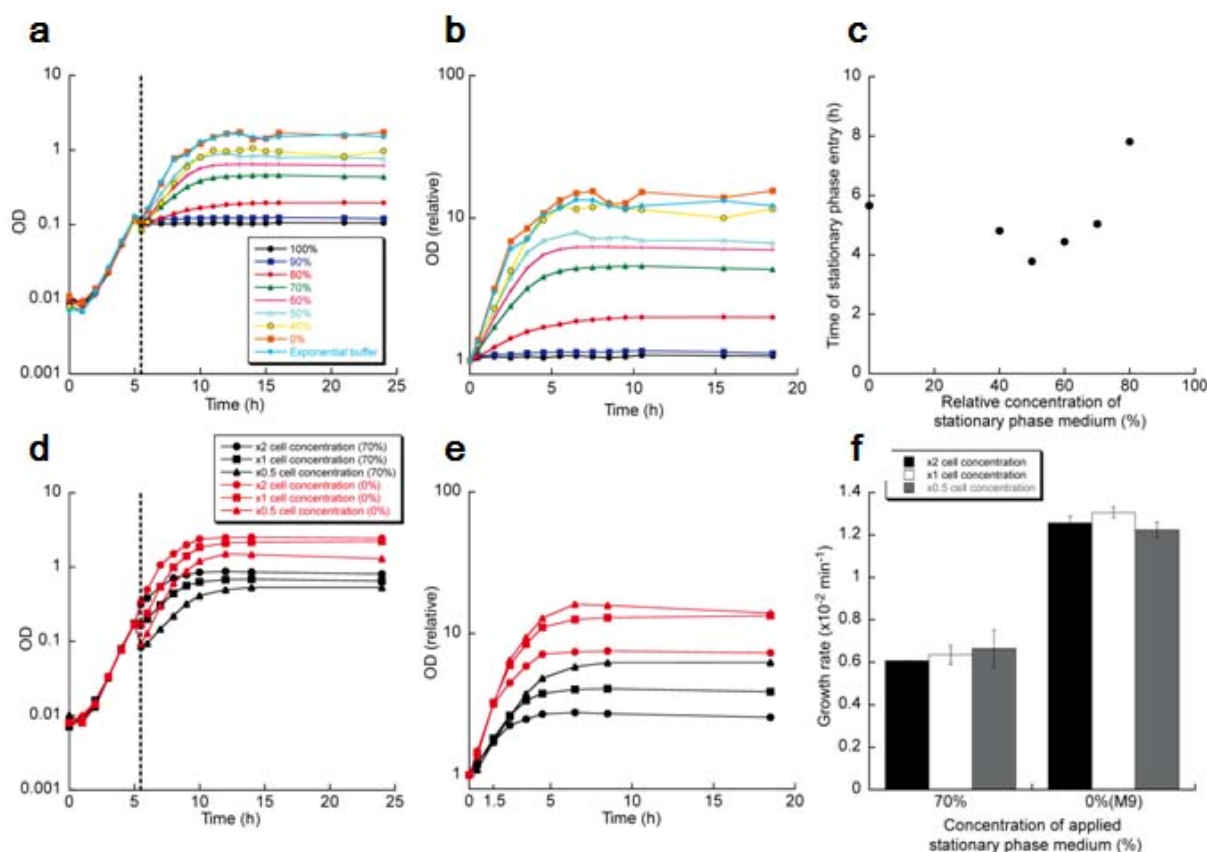 a
OD
10
1
0.1
0.01
0.001
0
5
10
15
20
25
Time (h)
100%
90%
80%
70%
60%
50%
40%
0%
Exponential buffer
b
OD (relative)
100
10
1
0
5
10
15
20
Time (h)
c
Time of stationary phase entry (h)
10
8
6
4
2
0
0
20
40
60
80
100
Relative concentration of
stationary phase medium (%)
d
x2 cell concentration (70%)
x1 cell concentration (70%)
x0.5 cell concentration (70%)
x2 cell concentration (0%)
x1 cell concentration (0%)
x0.5 cell concentration (0%)
OD
10
1
0.1
0.01
0.001
0
5
10
15
20
25
Time (h)
e
OD (relative)
100
10
1
0
1.5
5
10
15
20
Time (h)
f
x2 cell concentration
x1 cell concentration
x0.5 cell concentration
Growth rate (x10⁻² min⁻¹)
1.4
1.2
1
0.8
0.6
0.4
0.2
0
70%
0%(M9)
Concentration of applied
stationary phase medium (%)